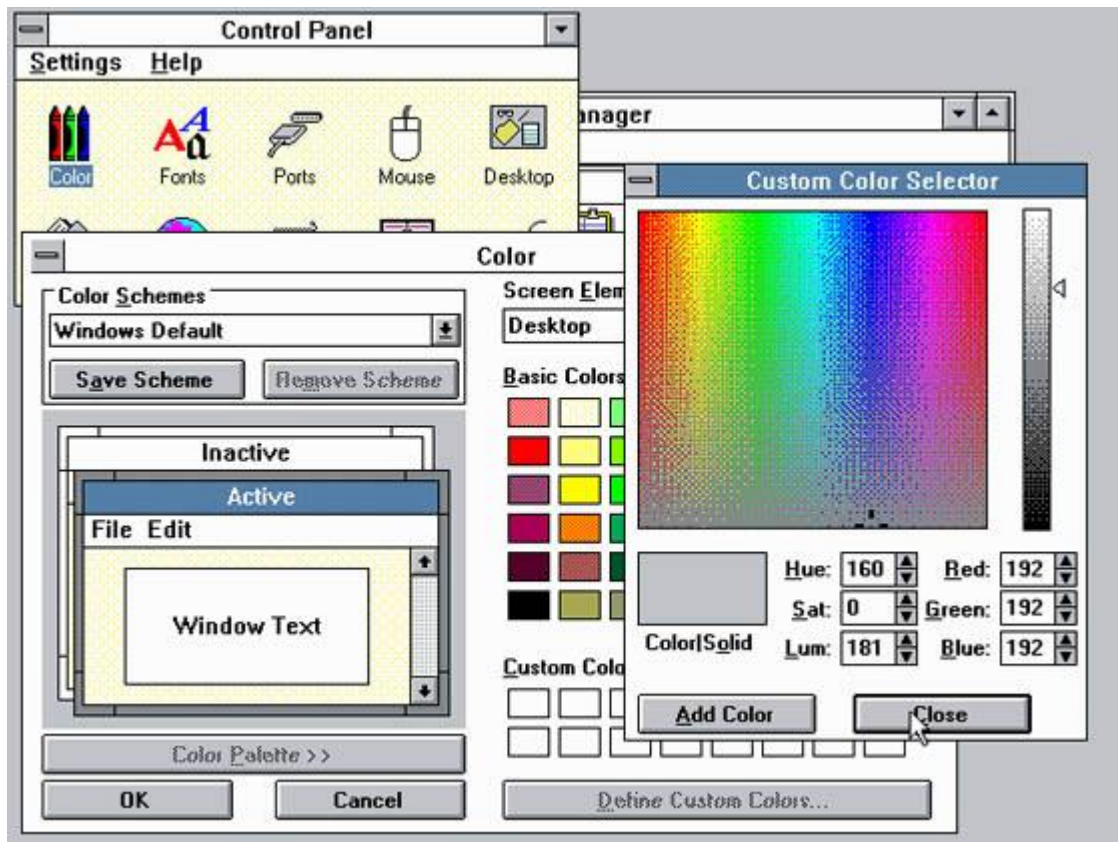 Control Panel
Settings Help
Color Fonts Ports Mouse Desktop
anager
Custom Color Selector
Color
Color Schemes
Windows Default
Save Scheme Remove Scheme
Inactive
Active
File Edit
Window Text
Color Palette >>
OK Cancel
Screen Elem
Desktop
Basic Colors
Custom Colo
Define Custom Colors...
Hue: 160 Red: 192
Sat: 0 Green: 192
Lum: 181 Blue: 192
Color|Solid
Add Color Close